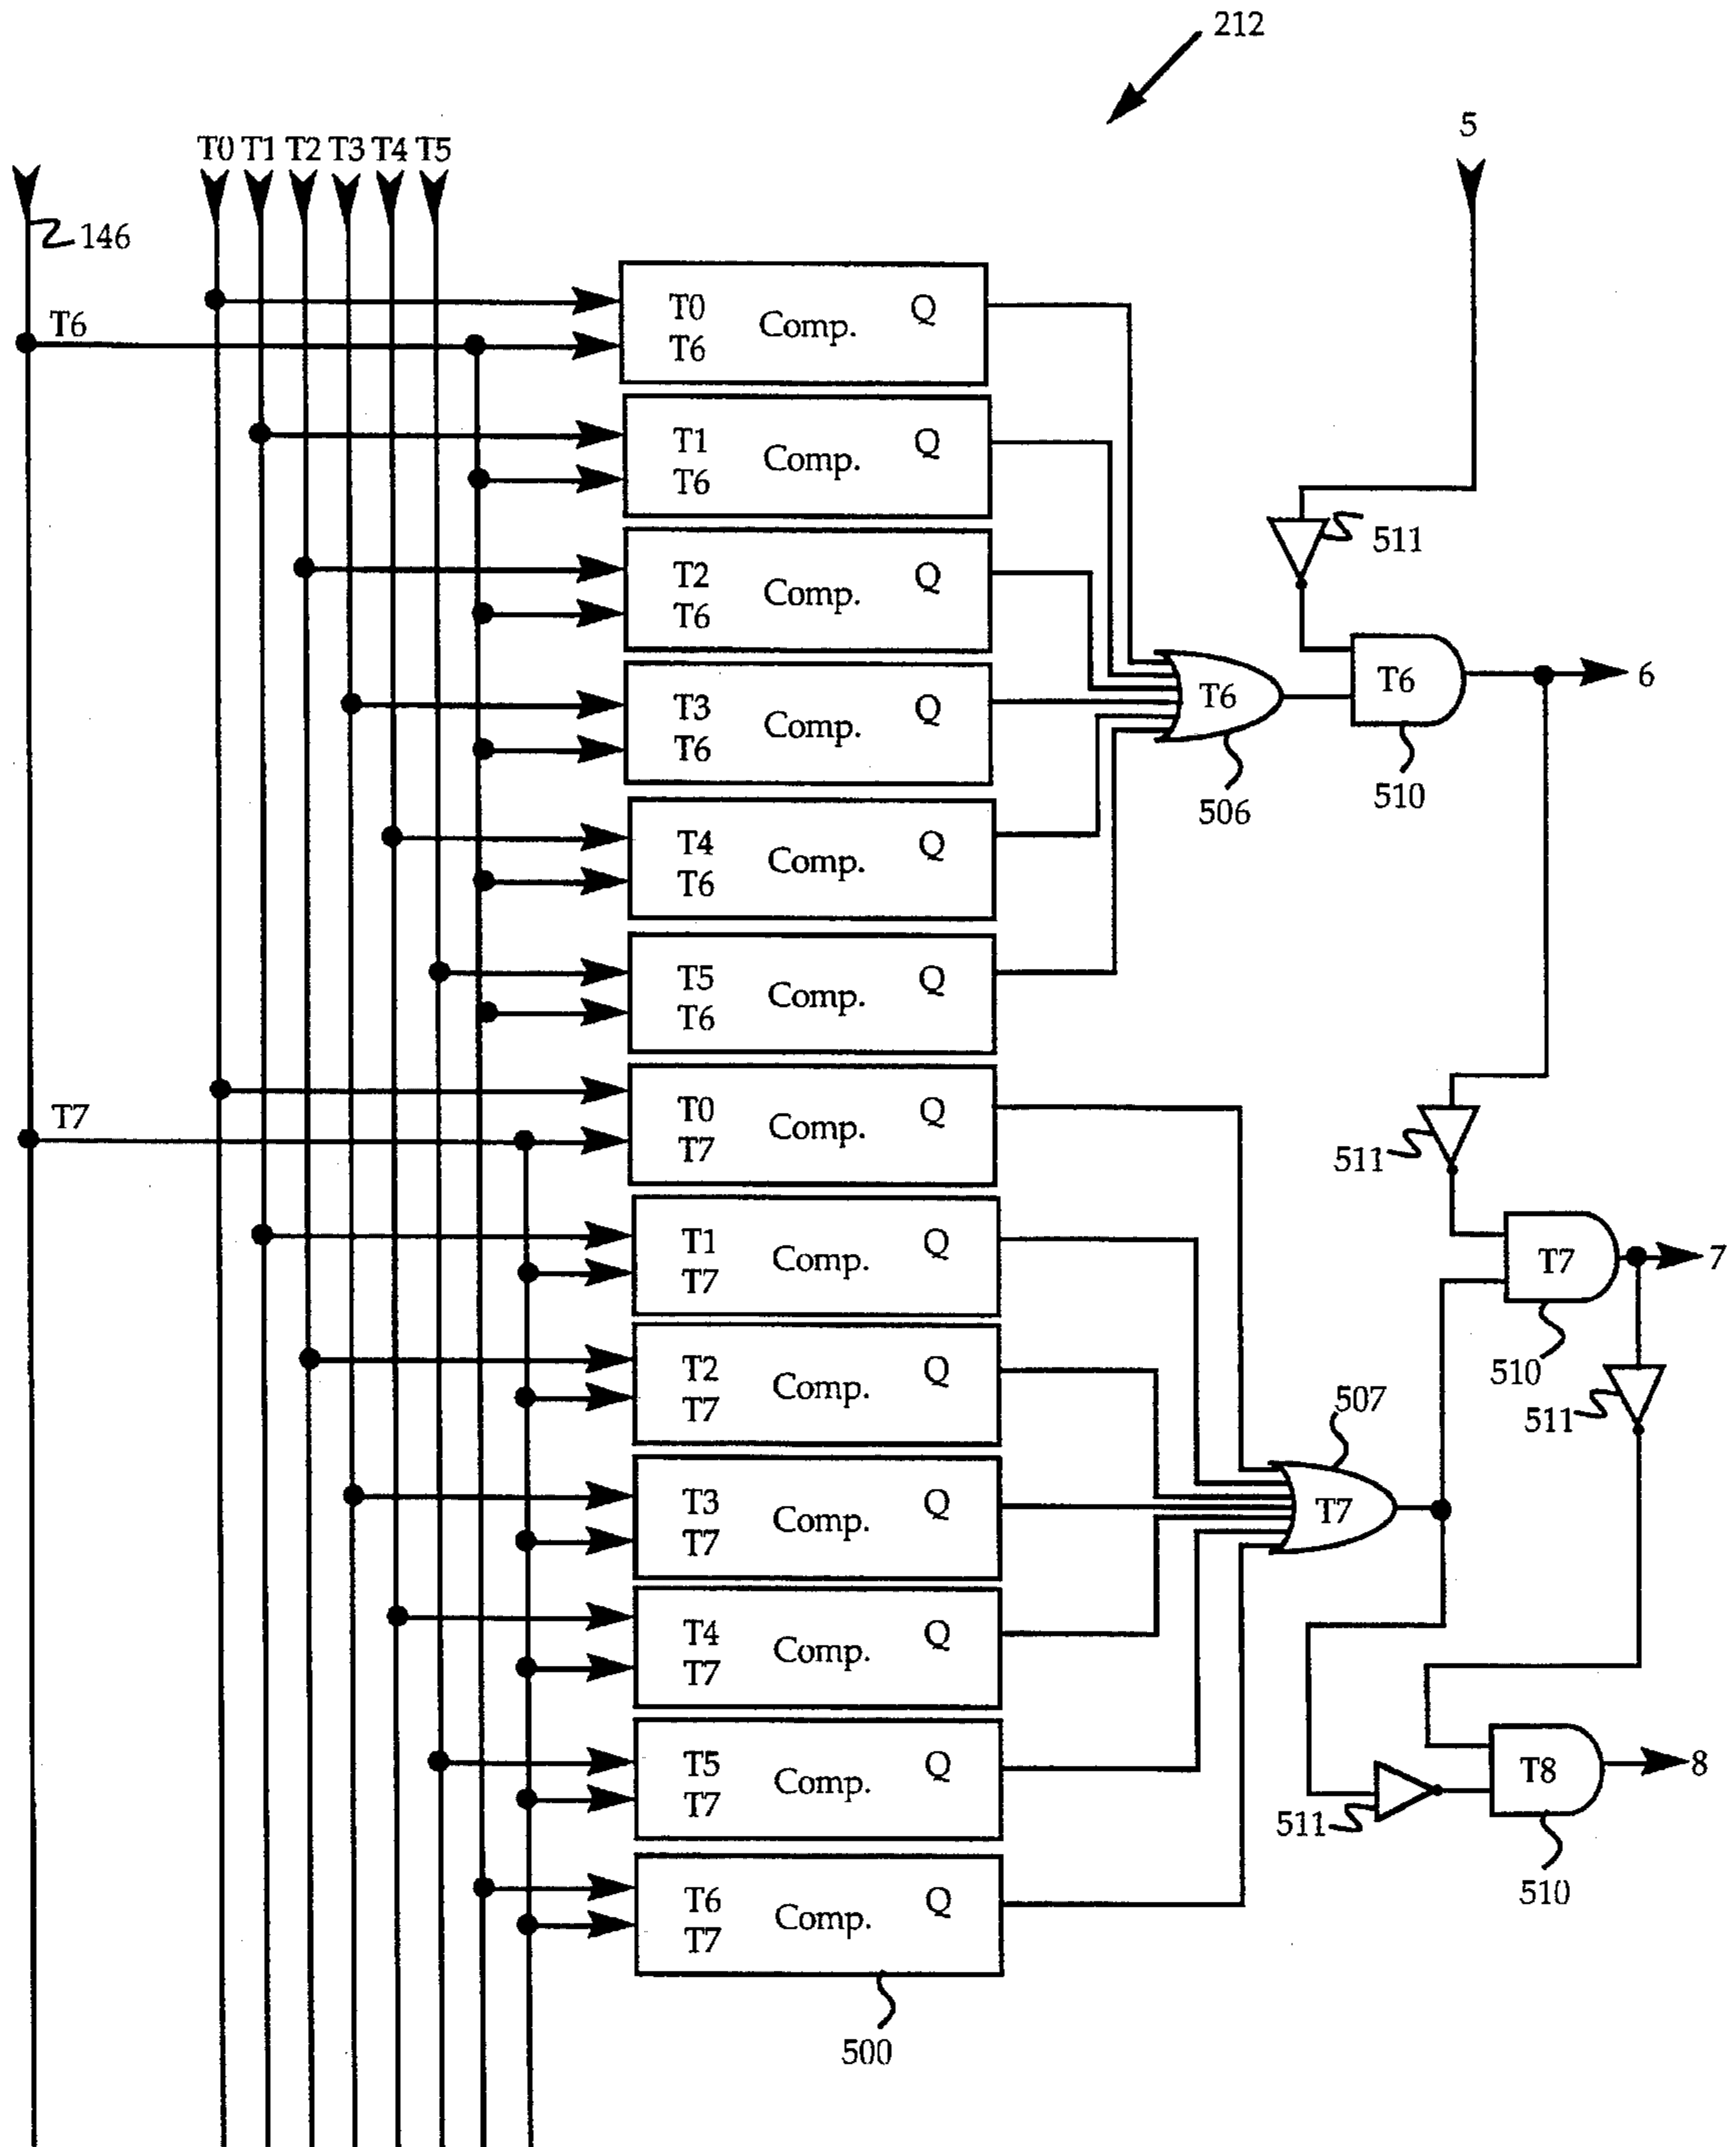 212
5
T0 T1 T2 T3 T4 T5
146
T6
T0 Comp. Q
T6
T1 Comp. Q
T6
511
T2 Comp. Q
T6
T3 Comp. Q
T6
T6
T6
6
506
510
T4 Comp. Q
T6
T5 Comp. Q
T6
T7
T0 Comp. Q
T7
511
T1 Comp. Q
T7
T7
7
510
T2 Comp. Q
T7
511
507
T3 Comp. Q
T7
T7
T4 Comp. Q
T7
T5 Comp. Q
T7
T8
8
511
510
T6 Comp. Q
T7
500